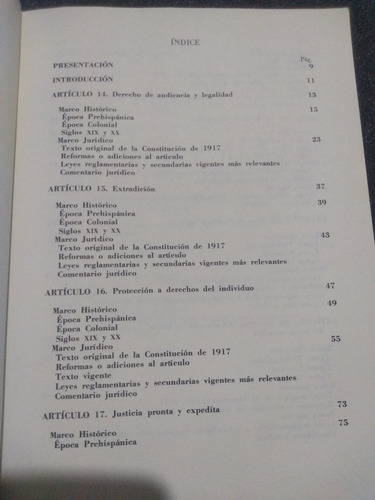 ÍNDICE
Pág.
PRESENTACIÓN 9
INTRODUCCIÓN 11
ARTÍCULO 14. Derecho de audiencia y legalidad 13
Marco Histórico 15
Época Prehispánica
Época Colonial
Siglos XIX y XX
Marco Jurídico 23
Texto original de la Constitución de 1917
Reformas o adiciones al artículo
Leyes reglamentarias y secundarias vigentes más relevantes
Comentario jurídico
ARTÍCULO 15. Extradición 37
Marco Histórico 39
Época Prehispánica
Época Colonial
Siglos XIX y XX
Marco Jurídico 43
Texto original de la Constitución de 1917
Reformas o adiciones al artículo
Leyes reglamentarias y secundarias vigentes más relevantes
Comentario jurídico
ARTÍCULO 16. Protección a derechos del individuo 47
Marco Histórico 49
Época Prehispánica
Época Colonial
Siglos XIX y XX
Marco Jurídico 55
Texto original de la Constitución de 1917
Reformas o adiciones al artículo
Texto vigente
Leyes reglamentarias y secundarias vigentes más relevantes
Comentario jurídico
ARTÍCULO 17. Justicia pronta y expedita 73
Marco Histórico 75
Época Prehispánica